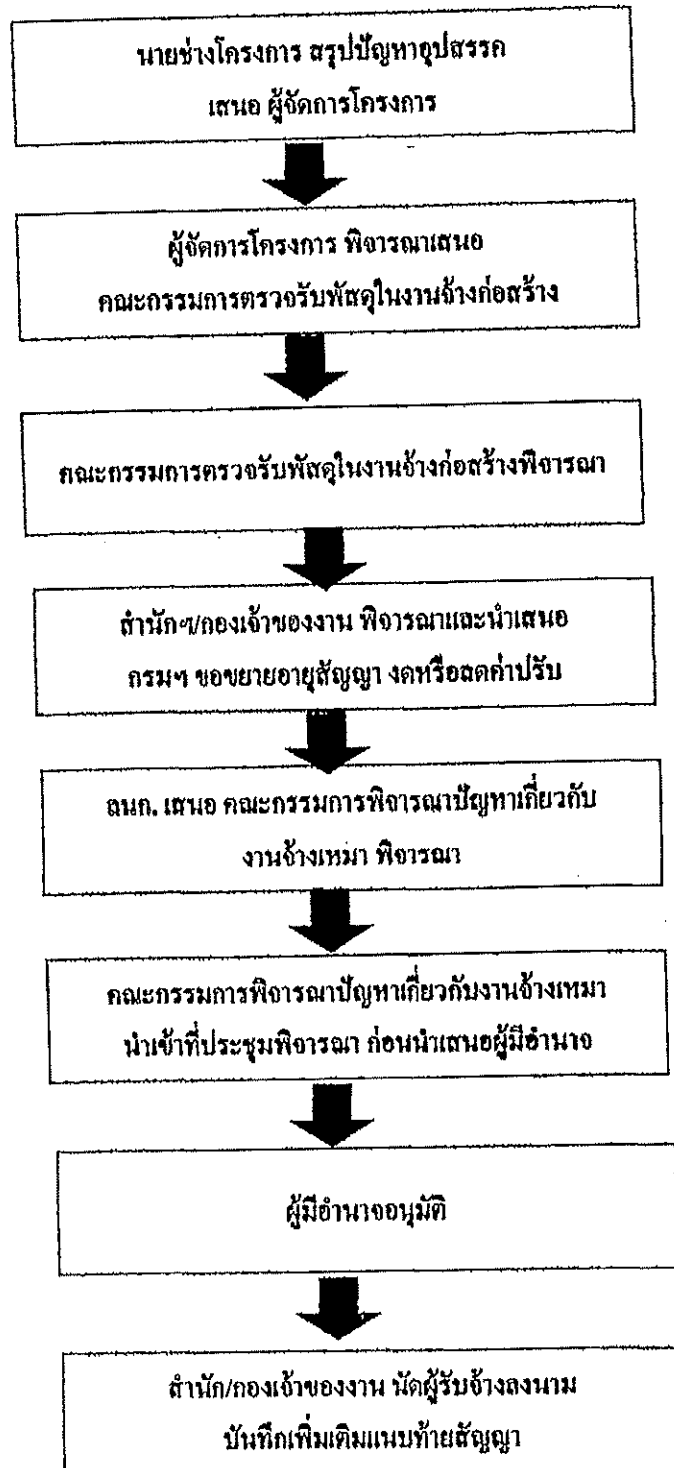 นายช่างโครงการ สรุปปัญหาอุปสรรค
เสนอ ผู้จัดการโครงการ
ผู้จัดการโครงการ พิจารณาเสนอ
คณะกรรมการตรวจรับพัสดุในงานจ้างก่อสร้าง
คณะกรรมการตรวจรับพัสดุในงานจ้างก่อสร้างพิจารณา
สำนักฯ/กองเจ้าของงาน พิจารณาและนำเสนอ
กรมฯ ขอขยายอายุสัญญา งดหรือลดค่าปรับ
ลนก. เสนอ คณะกรรมการพิจารณาปัญหาเกี่ยวกับ
งานจ้างเหมา พิจารณา
คณะกรรมการพิจารณาปัญหาเกี่ยวกับงานจ้างเหมา
นำเข้าที่ประชุมพิจารณา ก่อนนำเสนอผู้มีอำนาจ
ผู้มีอำนาจอนุมัติ
สำนัก/กองเจ้าของงาน นัดผู้รับจ้างลงนาม
บันทึกเพิ่มเติมแนบท้ายสัญญา